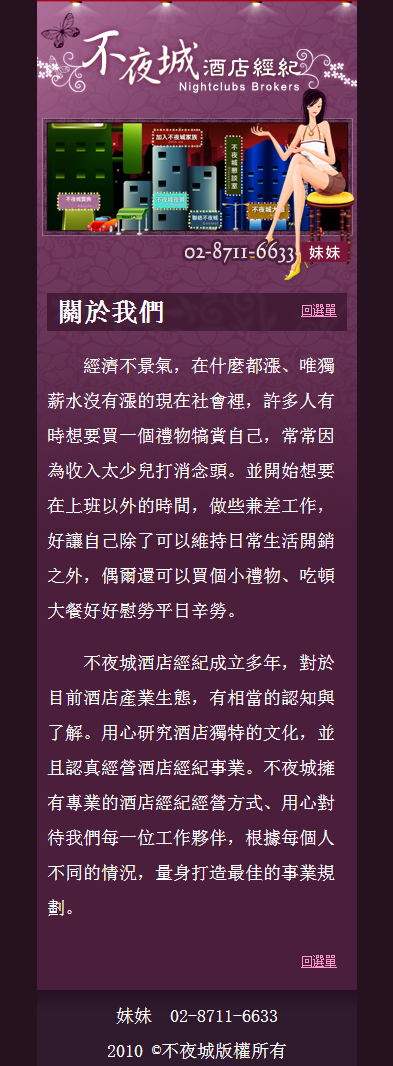 不夜城酒店經紀
Nightclubs Brokers
加入不夜城家族
不夜城懇談室
不夜城寶典
不夜城夜景
聯絡不夜城
02-8711-6633 妹妹
關於我們 回選單
經濟不景氣，在什麼都漲、唯獨
薪水沒有漲的現在社會裡，許多人有
時想要買一個禮物犒賞自己，常常因
為收入太少兒打消念頭。並開始想要
在上班以外的時間，做些兼差工作，
好讓自己除了可以維持日常生活開銷
之外，偶爾還可以買個小禮物、吃頓
大餐好好慰勞平日辛勞。
不夜城酒店經紀成立多年，對於
目前酒店產業生態，有相當的認知與
了解。用心研究酒店獨特的文化，並
且認真經營酒店經紀事業。不夜城擁
有專業的酒店經紀經營方式、用心對
待我們每一位工作夥伴，根據每個人
不同的情況，量身打造最佳的事業規
劃。
回選單
妹妹 02-8711-6633
2010 ©不夜城版權所有